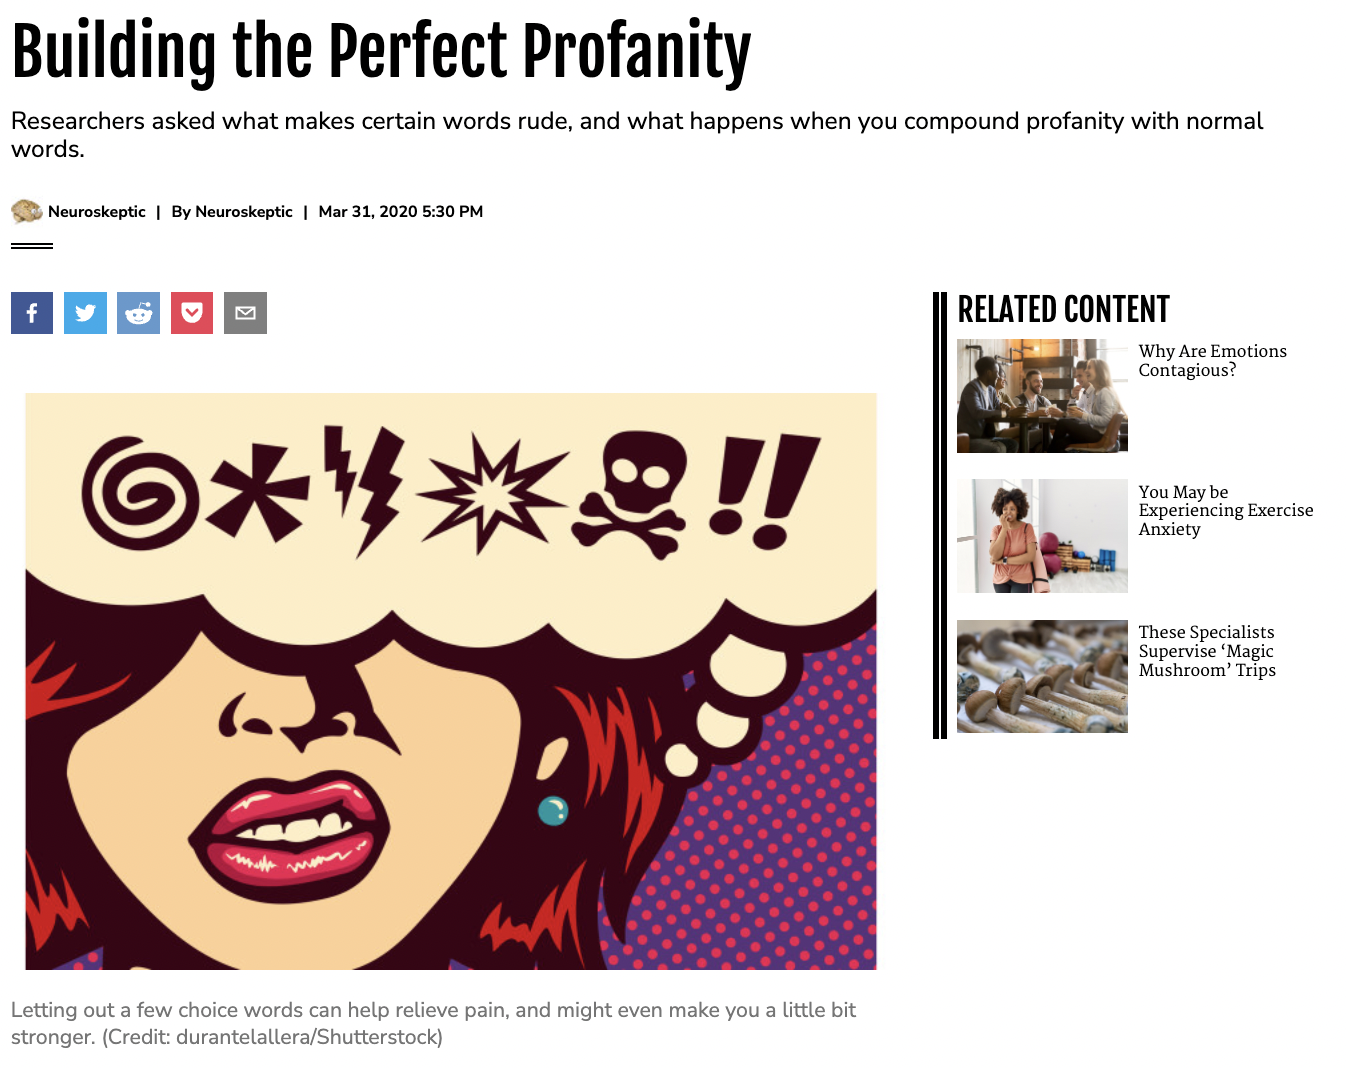 Building the Perfect Profanity
Researchers asked what makes certain words rude, and what happens when you compound profanity with normal
words.
Neuroskeptic | By Neuroskeptic | Mar 31, 2020 5:30 PM
@*!!
RELATED CONTENT
Why Are Emotions
Contagious?
You May be
Experiencing Exercise
Anxiety
These Specialists
Supervise ‘Magic
Mushroom’ Trips
Letting out a few choice words can help relieve pain, and might even make you a little bit
stronger. (Credit: durantelallera/Shutterstock)